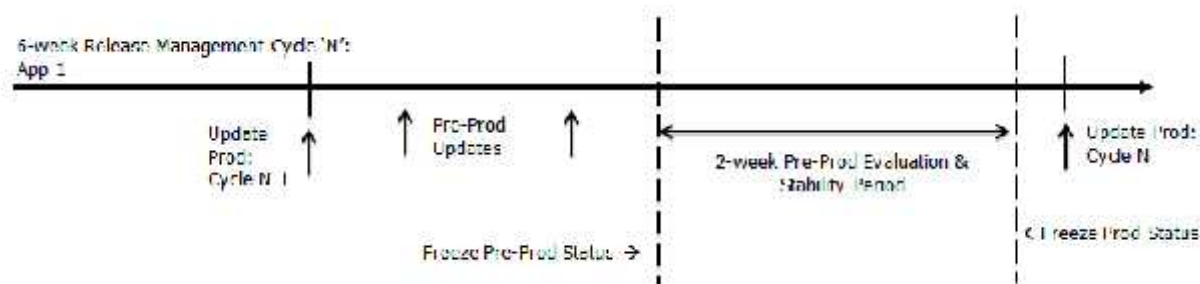 6-week Release Management Cycle 'N':
App 1
Update
Prod:
Cycle N-1
Pre-Prod
Updates
2-week Pre-Prod Evaluation &
Stability Period
Update Prod:
Cycle N
Freeze Pre-Prod Status →
< Freeze Prod Status